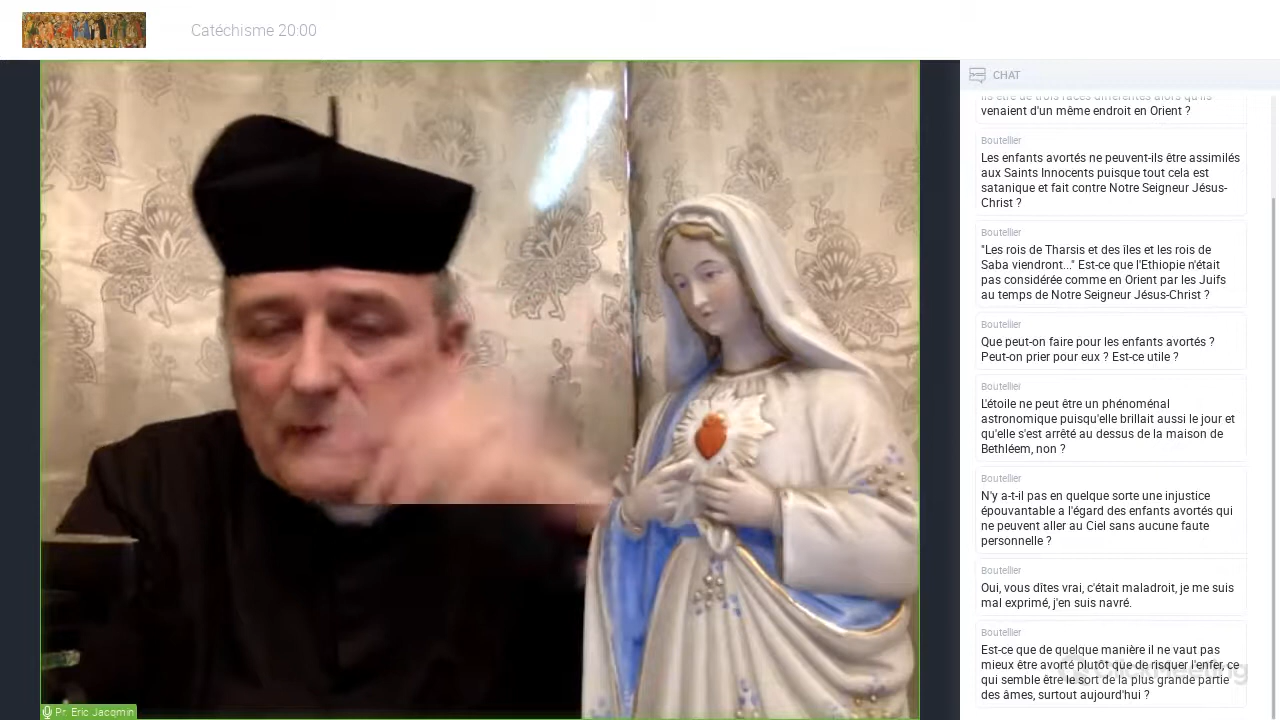 Catéchisme 20:00
CHAT
venaient d'un même endroit en Orient ?
Boutellier
Les enfants avortés ne peuvent-ils être assimilés
aux Saints Innocents puisque tout cela est
satanique et fait contre Notre Seigneur Jésus-
Christ ?
Boutellier
"Les rois de Tharsis et des îles et les rois de
Saba viendront..." Est-ce que l'Ethiopie n'était
pas considérée comme en Orient par les Juifs
au temps de Notre Seigneur Jésus-Christ ?
Boutellier
Que peut-on faire pour les enfants avortés ?
Peut-on prier pour eux ? Est-ce utile ?
Boutellier
L'étoile ne peut être un phénoménal
astronomique puisqu'elle brillait aussi le jour et
qu'elle s'est arrêté au dessus de la maison de
Bethléem, non ?
Boutellier
N'y a-t-il pas en quelque sorte une injustice
épouvantable a l'égard des enfants avortés qui
ne peuvent aller au Ciel sans aucune faute
personnelle ?
Boutellier
Oui, vous dîtes vrai, c'était maladroit, je me suis
mal exprimé, j'en suis navré.
Boutellier
Est-ce que de quelque manière il ne vaut pas
mieux être avorté plutôt que de risquer l'enfer, ce
qui semble être le sort de la plus grande partie
des âmes, surtout aujourd'hui ?
Pr. Eric Jacqmin